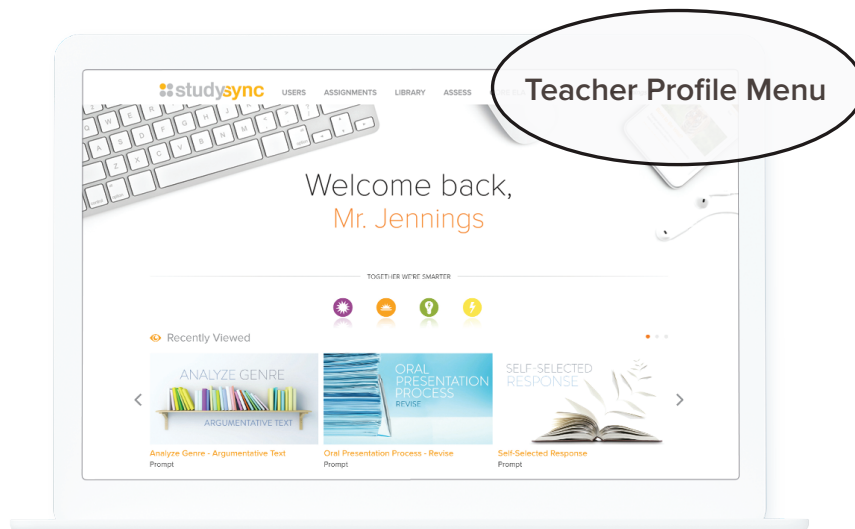 Teacher Profile Menu
studysync USERS ASSIGNMENTS LIBRARY ASSESS
Welcome back,
Mr. Jennings
TOGETHER WE'RE SMARTER
Recently Viewed
ANALYZE GENRE
ARGUMENTATIVE TEXT
ORAL
PRESENTATION
PROCESS
REVISE
SELF-SELECTED
RESPONSE
Analyze Genre - Argumentative Text
Prompt
Oral Presentation Process - Revise
Prompt
Self-Selected Response
Prompt